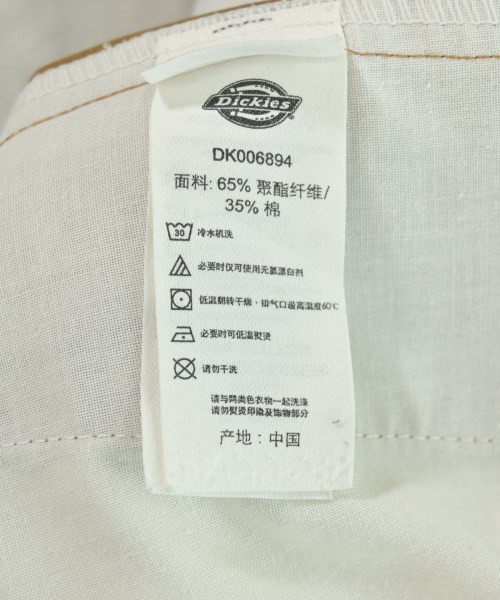 Dickies
DK006894
面料: 65% 聚酯纤维/
35% 棉
30 冷水机洗
必要时仅可使用无氯漂白剂
低温翻转干燥，排气口最高温度60℃
必要时可低温熨烫
请勿干洗
请与同类色衣物一起洗涤
请勿熨烫印染及饰物部分
产地: 中国